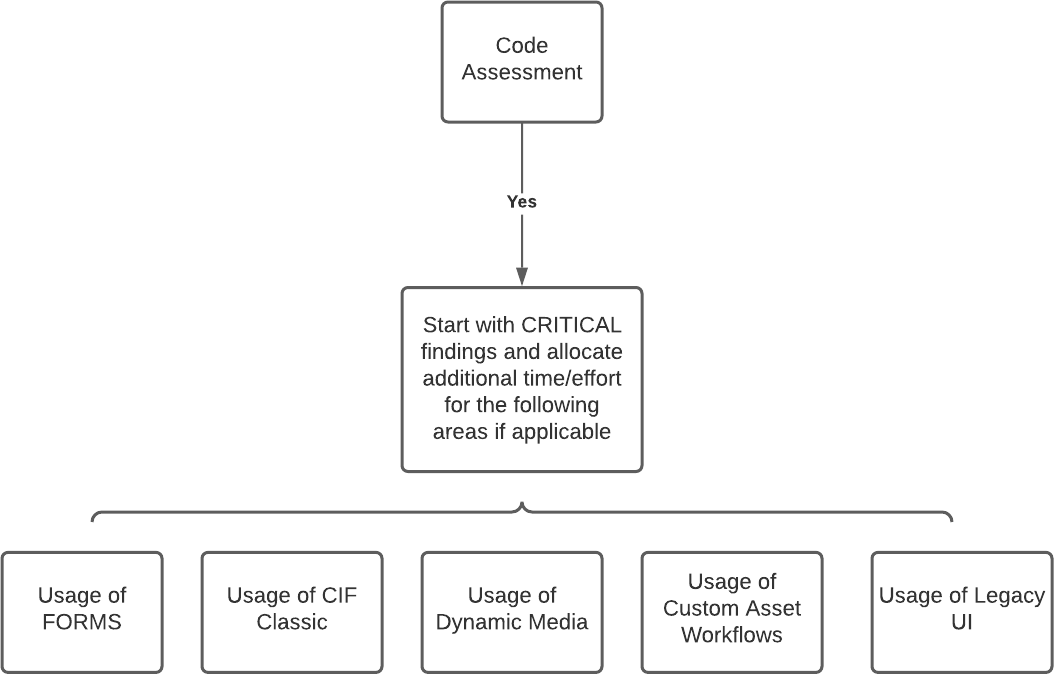 Code
Assessment
Yes
Start with CRITICAL
findings and allocate
additional time/effort
for the following
areas if applicable
Usage of
FORMS
Usage of CIF
Classic
Usage of
Dynamic Media
Usage of
Custom Asset
Workflows
Usage of Legacy
UI